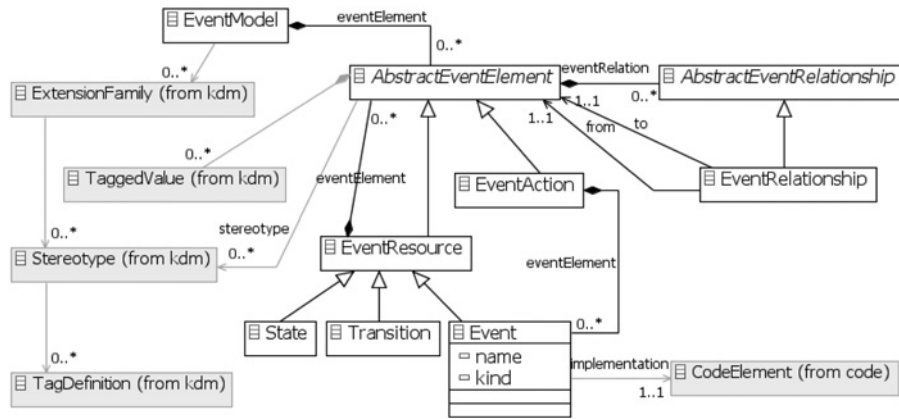 EventModel
eventElement
0..*
0..*
ExtensionFamily (from kdm)
AbstractEventElement
eventRelation
AbstractEventRelationship
0..*
0..*
1..1
1..1
from
to
0..*
TaggedValue (from kdm)
eventElement
EventAction
EventRelationship
stereotype
0..*
0..*
Stereotype (from kdm)
EventResource
eventElement
State
Transition
Event
0..*
name
kind
implementation
1..1
CodeElement (from code)
0..*
TagDefinition (from kdm)